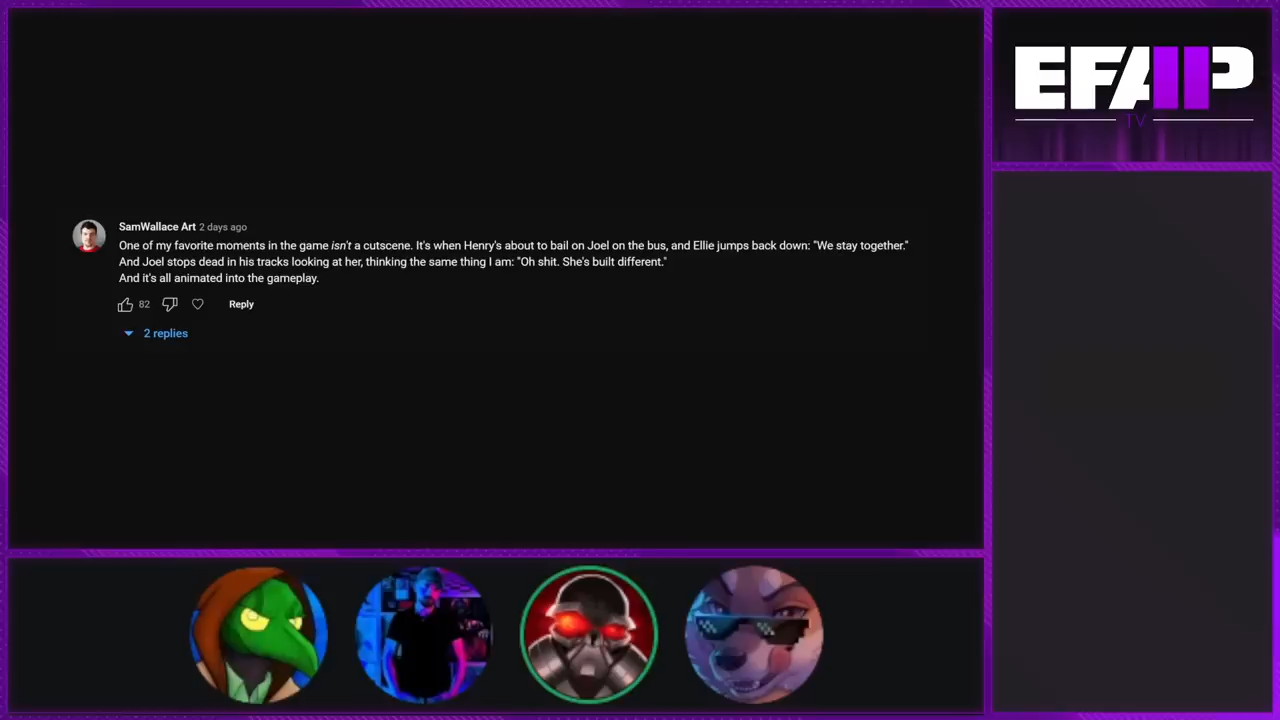 EFAP
TV
SamWallace Art 2 days ago
One of my favorite moments in the game isn't a cutscene. It's when Henry's about to bail on Joel on the bus, and Ellie jumps back down: "We stay together."
And Joel stops dead in his tracks looking at her, thinking the same thing I am: "Oh shit. She's built different."
And it's all animated into the gameplay.
82 Reply
2 replies